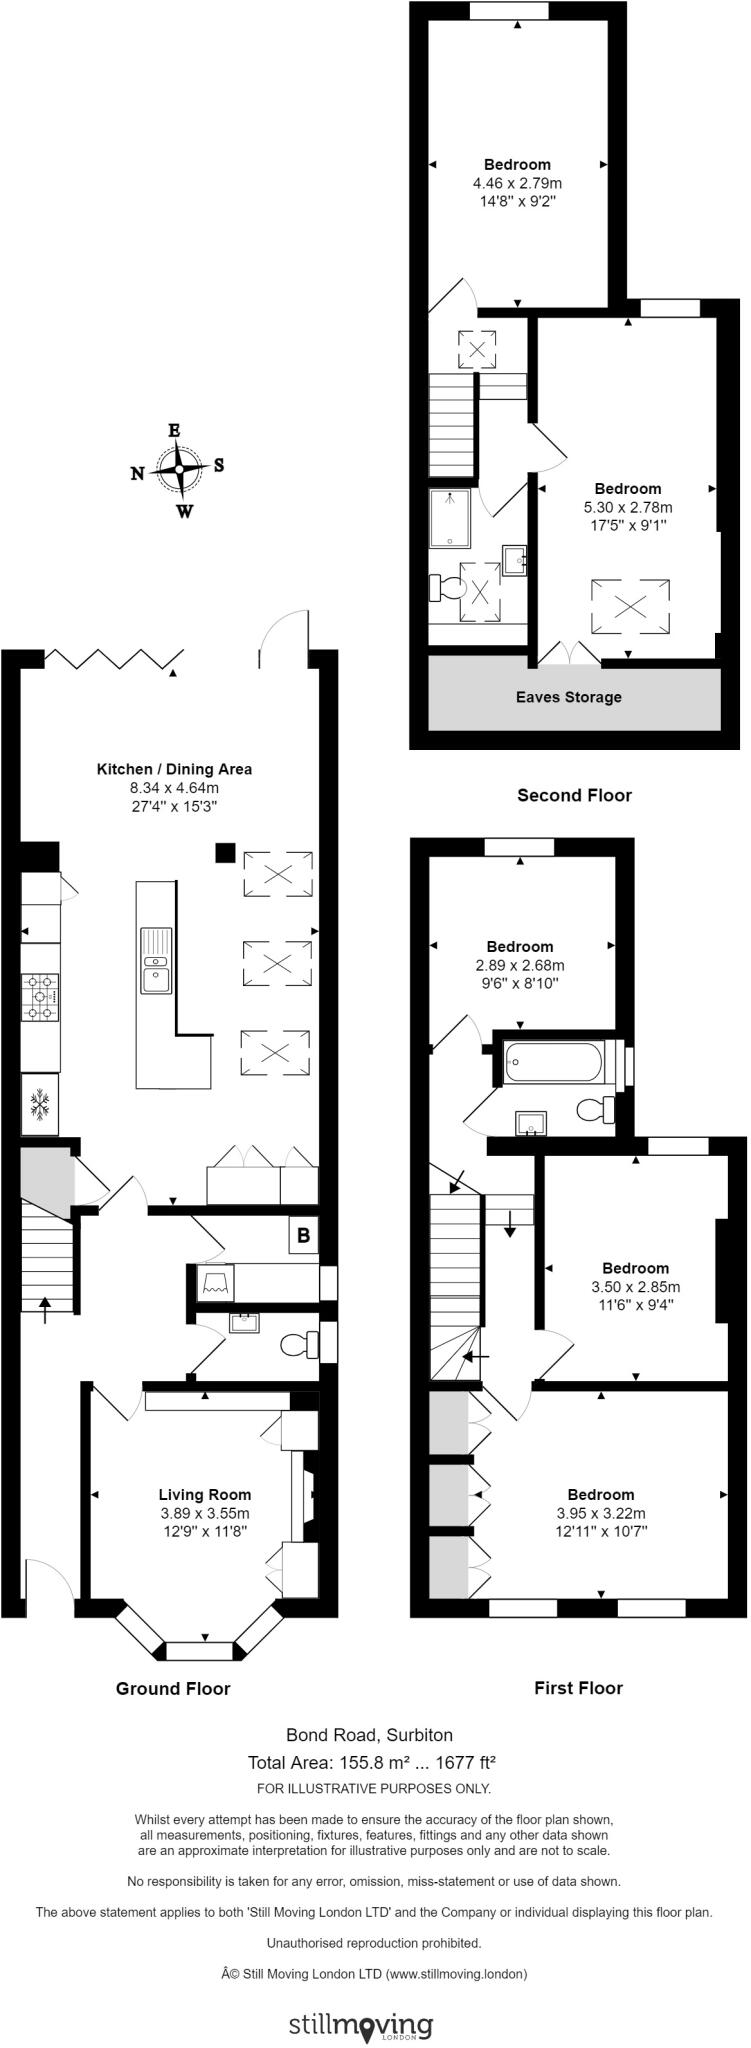 Bedroom
4.46 x 2.79m
14'8" x 9'2"
Bedroom
5.30 x 2.78m
17'5" x 9'1"
Eaves Storage
Second Floor
E
N
S
W
Kitchen / Dining Area
8.34 x 4.64m
27'4" x 15'3"
B
Living Room
3.89 x 3.55m
12'9" x 11'8"
Ground Floor
Bedroom
2.89 x 2.68m
9'6" x 8'10"
Bedroom
3.50 x 2.85m
11'6" x 9'4"
Bedroom
3.95 x 3.22m
12'11" x 10'7"
First Floor
Bond Road, Surbiton
Total Area: 155.8 m² ... 1677 ft²
FOR ILLUSTRATIVE PURPOSES ONLY.
Whilst every attempt has been made to ensure the accuracy of the floor plan shown,
all measurements, positioning, fixtures, features, fittings and any other data shown
are an approximate interpretation for illustrative purposes only and are not to scale.
No responsibility is taken for any error, omission, miss-statement or use of data shown.
The above statement applies to both 'Still Moving London LTD' and the Company or individual displaying this floor plan.
Unauthorised reproduction prohibited.
Â© Still Moving London LTD (www.stillmoving.london)
stillmoving
LONDON